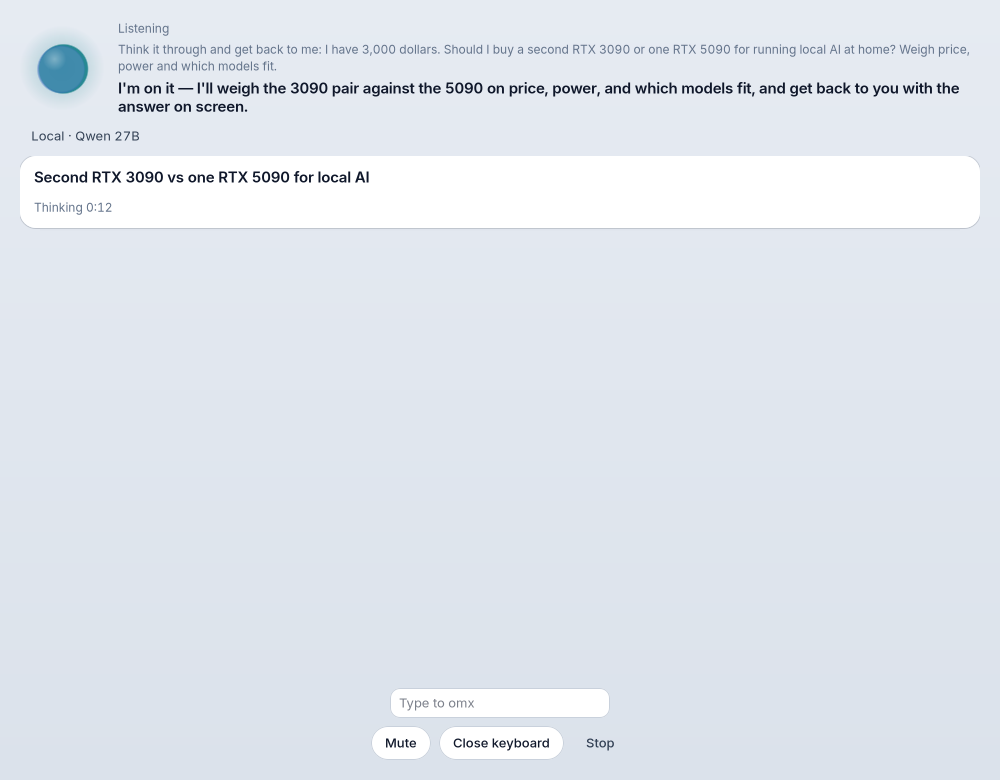 Listening
Think it through and get back to me: I have 3,000 dollars. Should I buy a second RTX 3090 or one RTX 5090 for running local AI at home? Weigh price,
power and which models fit.
I'm on it — I'll weigh the 3090 pair against the 5090 on price, power, and which models fit, and get back to you with the
answer on screen.
Local · Qwen 27B
Second RTX 3090 vs one RTX 5090 for local AI
Thinking 0:12
Type to omx
Mute
Close keyboard
Stop